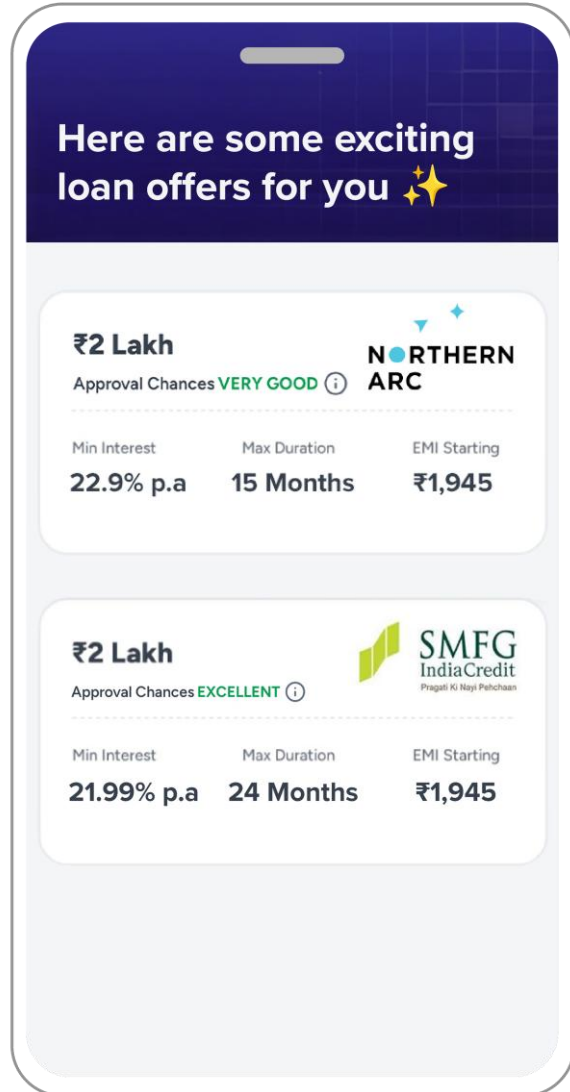 Here are some exciting
loan offers for you ✨
₹2 Lakh
Approval Chances VERY GOOD
NORTHERN
ARC
Min Interest Max Duration EMI Starting
22.9% p.a 15 Months ₹1,945
₹2 Lakh
Approval Chances EXCELLENT
SMFG
IndiaCredit
Pragati Ki Nayi Pehchaan
Min Interest Max Duration EMI Starting
21.99% p.a 24 Months ₹1,945